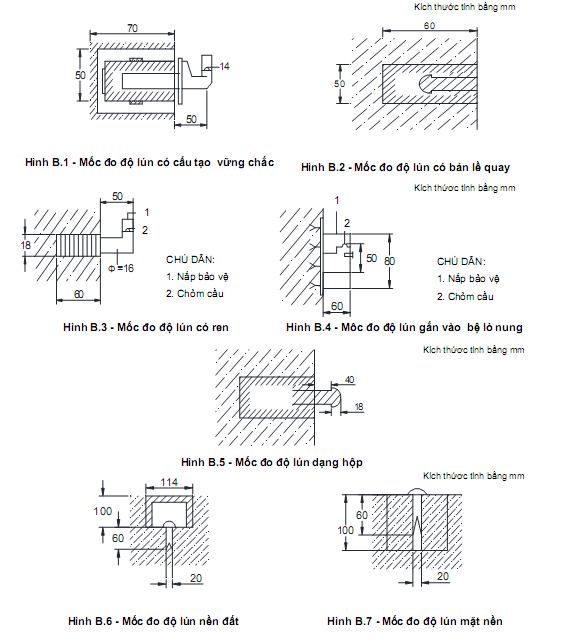 Kích thước tính bằng mm
70
50
14
50
60
50
Hình B.1 - Mốc đo độ lún có cấu tạo vững chắc
Hình B.2 - Mốc đo độ lún có bản lề quay
Kích thước tính bằng mm
50
1
2
18
Φ =16
60
CHỦ DẪN:
1. Nắp bảo vệ
2. Chỏm cầu
1
2
50
80
60
CHỦ DẪN:
1. Nắp bảo vệ
2. Chỏm cầu
Hình B.3 - Mốc đo độ lún có ren
Hình B.4 - Môc đo độ lún gắn vào bệ lò nung
Kích thước tính bằng mm
40
18
Hình B.5 - Mốc đo độ lún dạng hộp
Kích thước tính bằng mm
114
100
60
20
60
100
20
Hình B.6 - Mốc đo độ lún nền đất
Hình B.7 - Mốc đo độ lún mặt nền